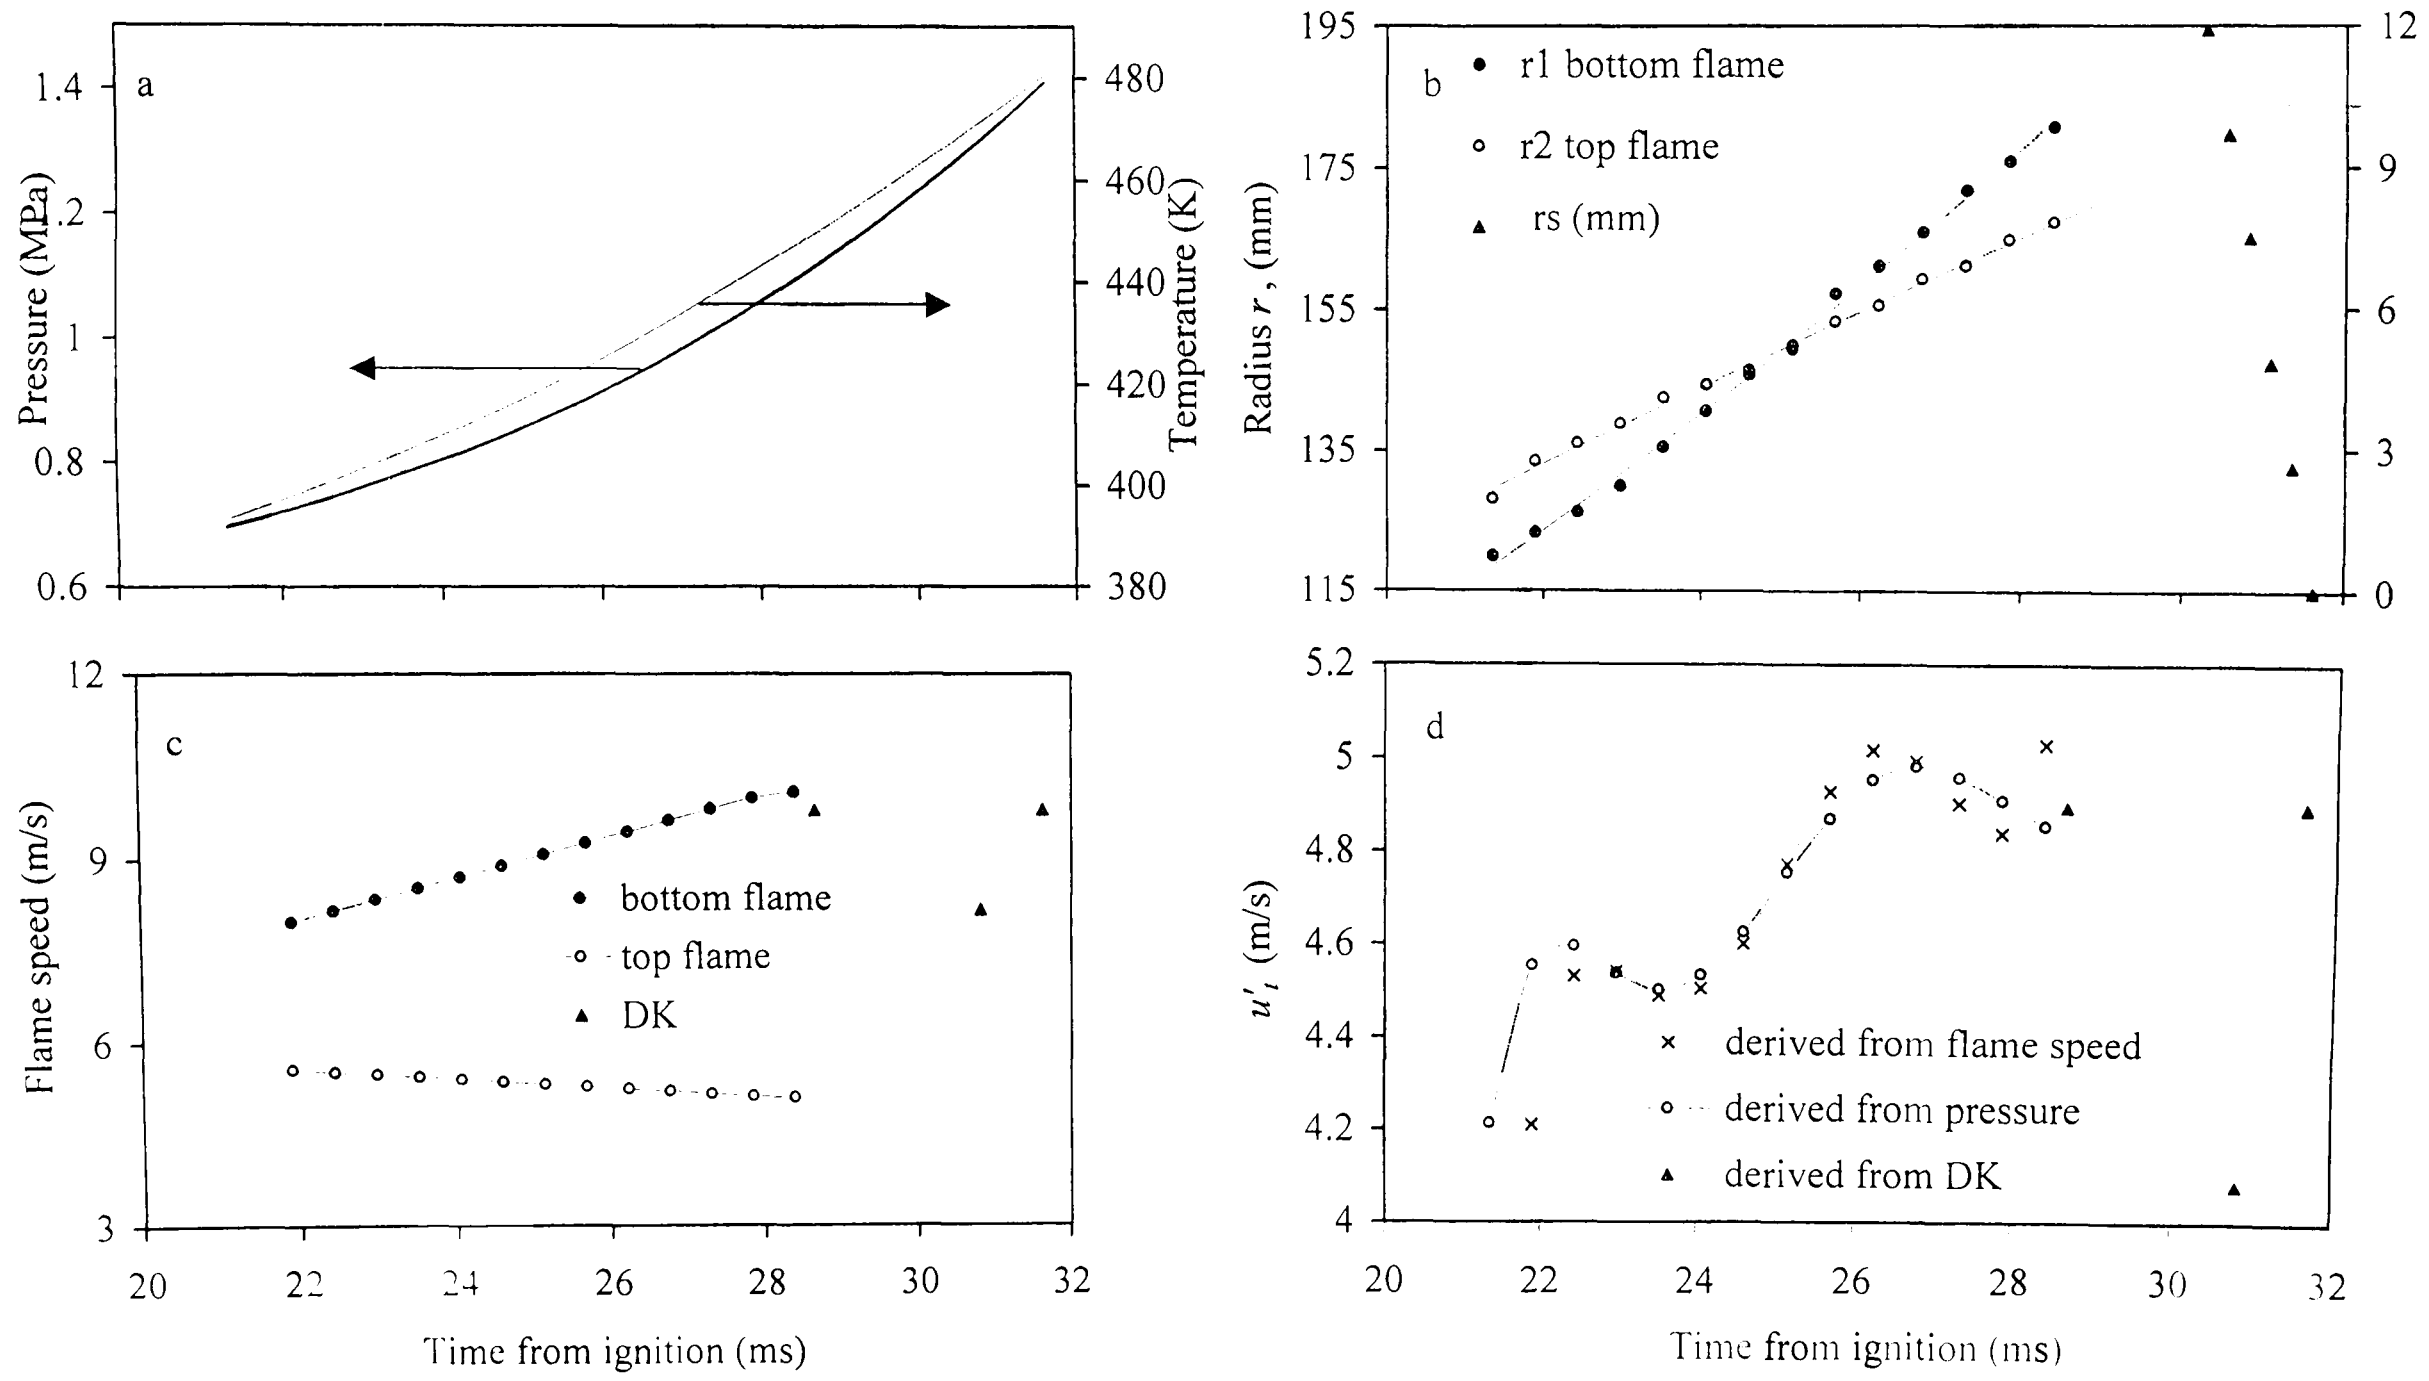 a
1.4
1.2
1
0.8
0.6
Pressure (MPa)
480
460
440
420
400
380
Temperature (K)
b
r1 bottom flame
r2 top flame
rs (mm)
195
175
155
135
115
Radius r , (mm)
12
9
6
3
0
c
12
9
6
3
Flame speed (m/s)
bottom flame
top flame
DK
20 22 24 26 28 30 32
Time from ignition (ms)
d
5.2
5
4.8
4.6
4.4
4.2
4
u't (m/s)
derived from flame speed
derived from pressure
derived from DK
20 22 24 26 28 30 32
Time from ignition (ms)